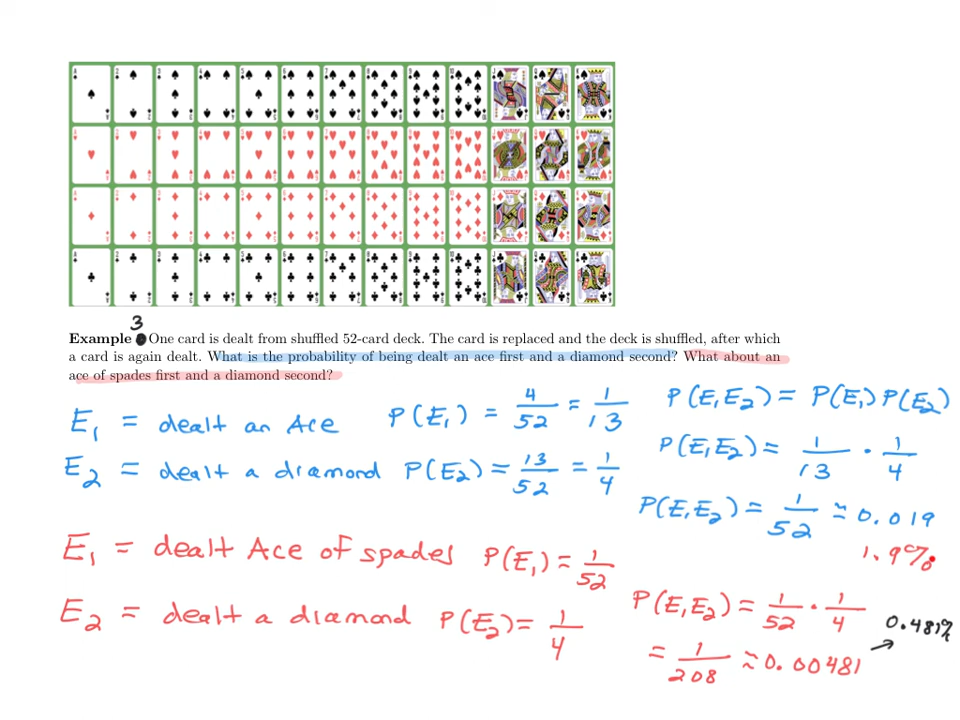 3
Example One card is dealt from shuffled 52-card deck. The card is replaced and the deck is shuffled, after which
a card is again dealt. What is the probability of being dealt an ace first and a diamond second? What about an
ace of spades first and a diamond second?
E₁ = dealt an Ace P(E₁) = 4/52 = 1/13 P(E₁E₂) = P(E₁)P(E₂)
E₂ = dealt a diamond P(E₂) = 13/52 = 1/4 P(E₁E₂) = 1/13 · 1/4
P(E₁E₂) = 1/52 ≈ 0.019
1.9%
E₁ = dealt Ace of spades P(E₁) = 1/52
E₂ = dealt a diamond P(E₂) = 1/4 P(E₁E₂) = 1/52 · 1/4
= 1/208 ≈ 0.00481 → 0.481%